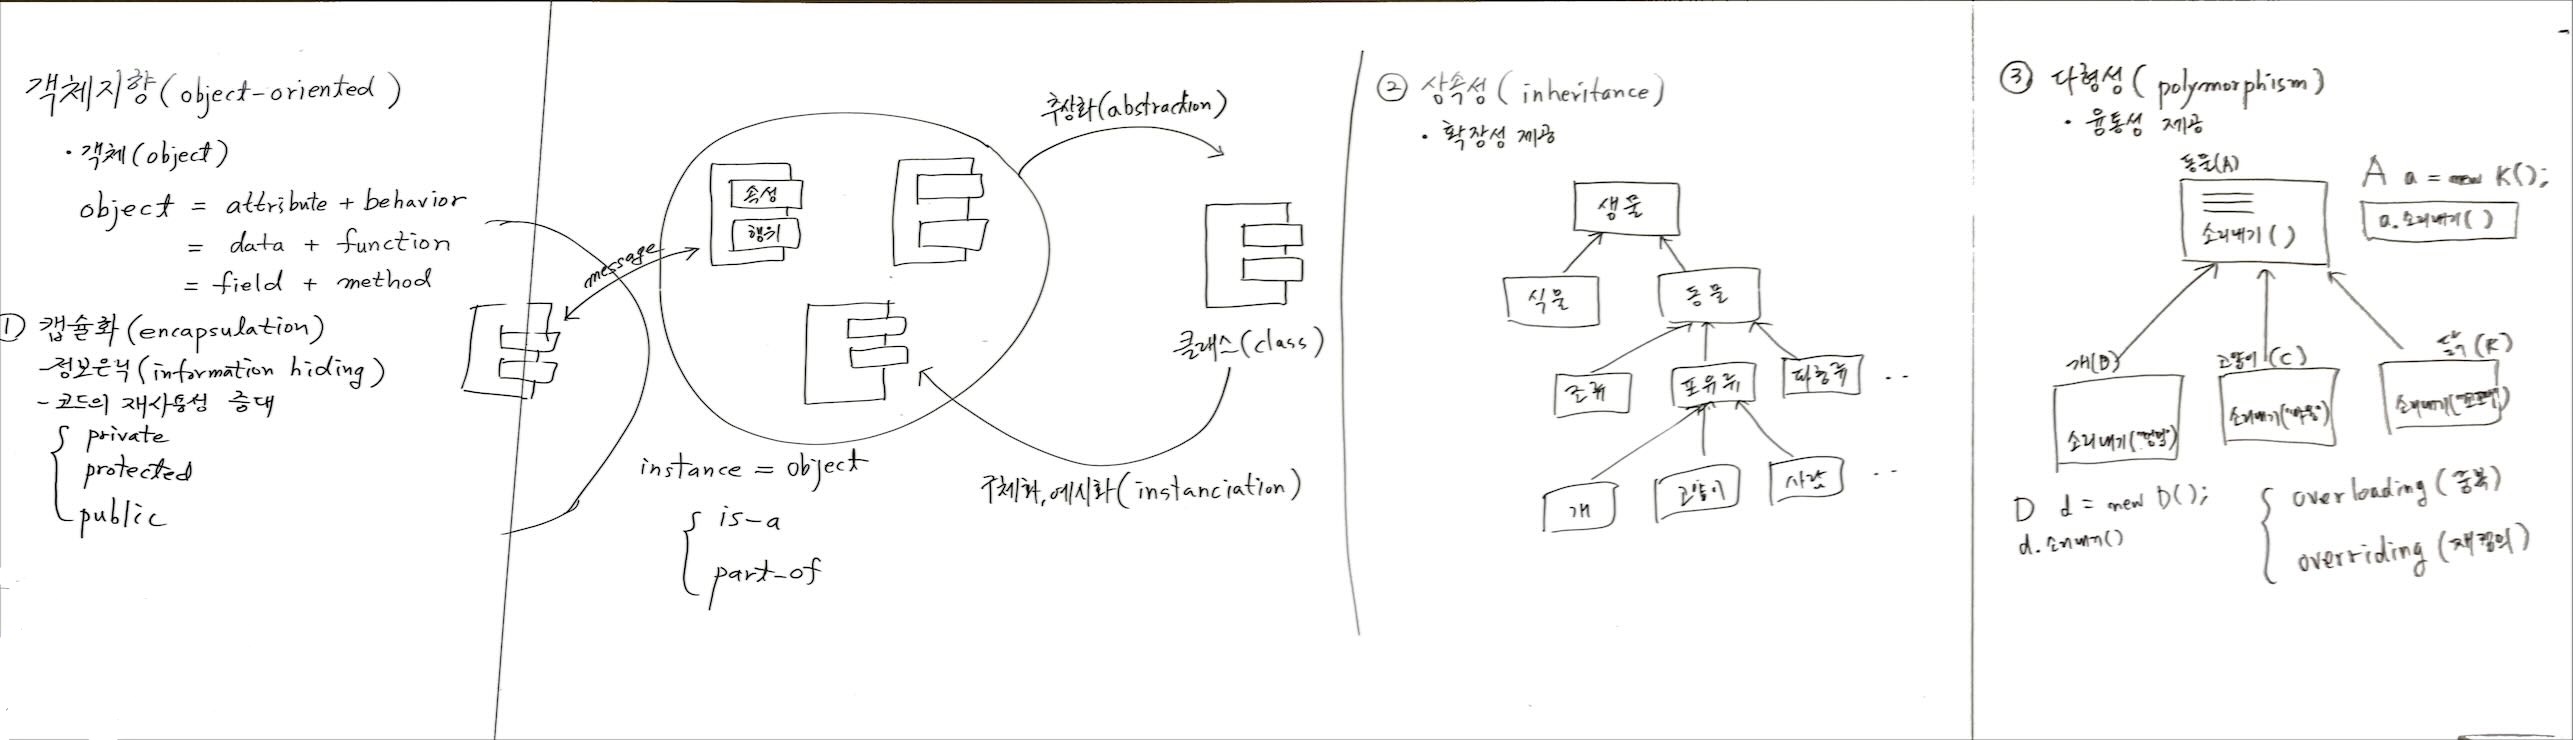 객체지향(object-oriented)
· 객체(object)
object = attribute + behavior
= data + function
= field + method
① 캡슐화(encapsulation)
-정보은닉(information hiding)
- 코드의 재사용성 증대
private
protected
public
message
속성
행위
추상화(abstraction)
클래스(class)
구체화, 예시화(instanciation)
instance = object
is-a
part-of
② 상속성(inheritance)
· 확장성 제공
생물
식물
동물
조류
포유류
파충류
··
개
고양이
사람
··
③ 다형성(polymorphism)
· 융통성 제공
동물(A)
소리내기()
A a = new K();
a.소리내기()
개(D)
소리내기("멍멍")
고양이(C)
소리내기("야옹")
닭(K)
소리내기("꼬꼬댁")
D d = new D();
d.소리내기()
overloading(중복)
overriding(재정의)